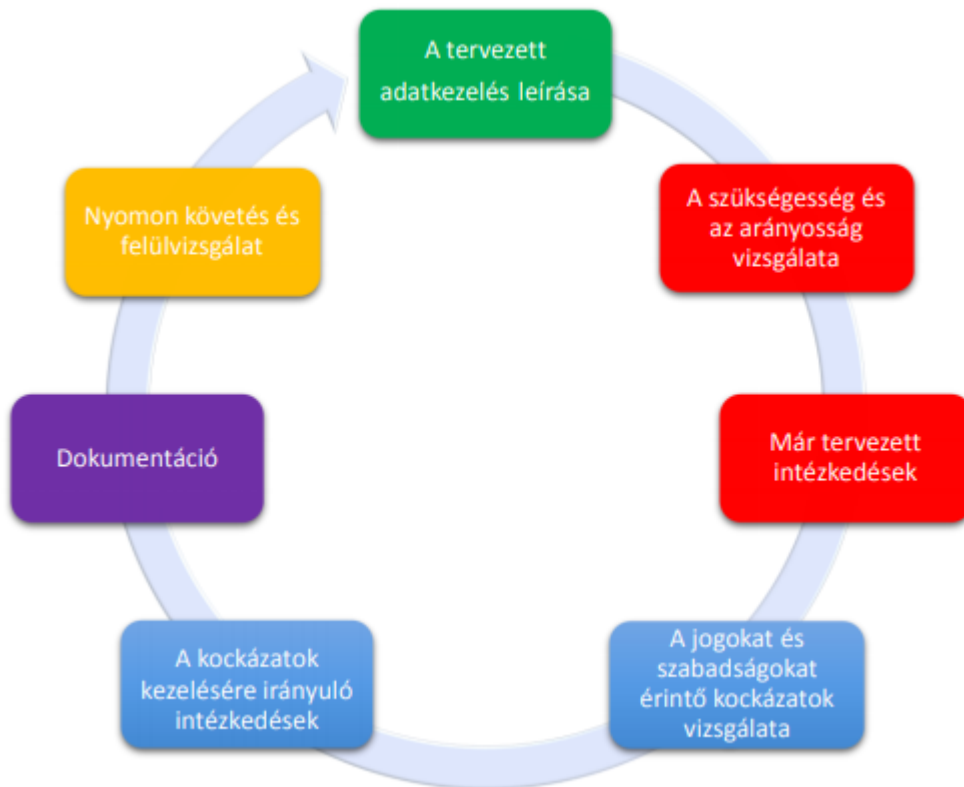 A tervezett
adatkezelés leírása
A szükségesség és
az arányosság
vizsgálata
Már tervezett
intézkedések
A jogokat és
szabadságokat
érintő kockázatok
vizsgálata
A kockázatok
kezelésére irányuló
intézkedések
Dokumentáció
Nyomon követés és
felülvizsgálat